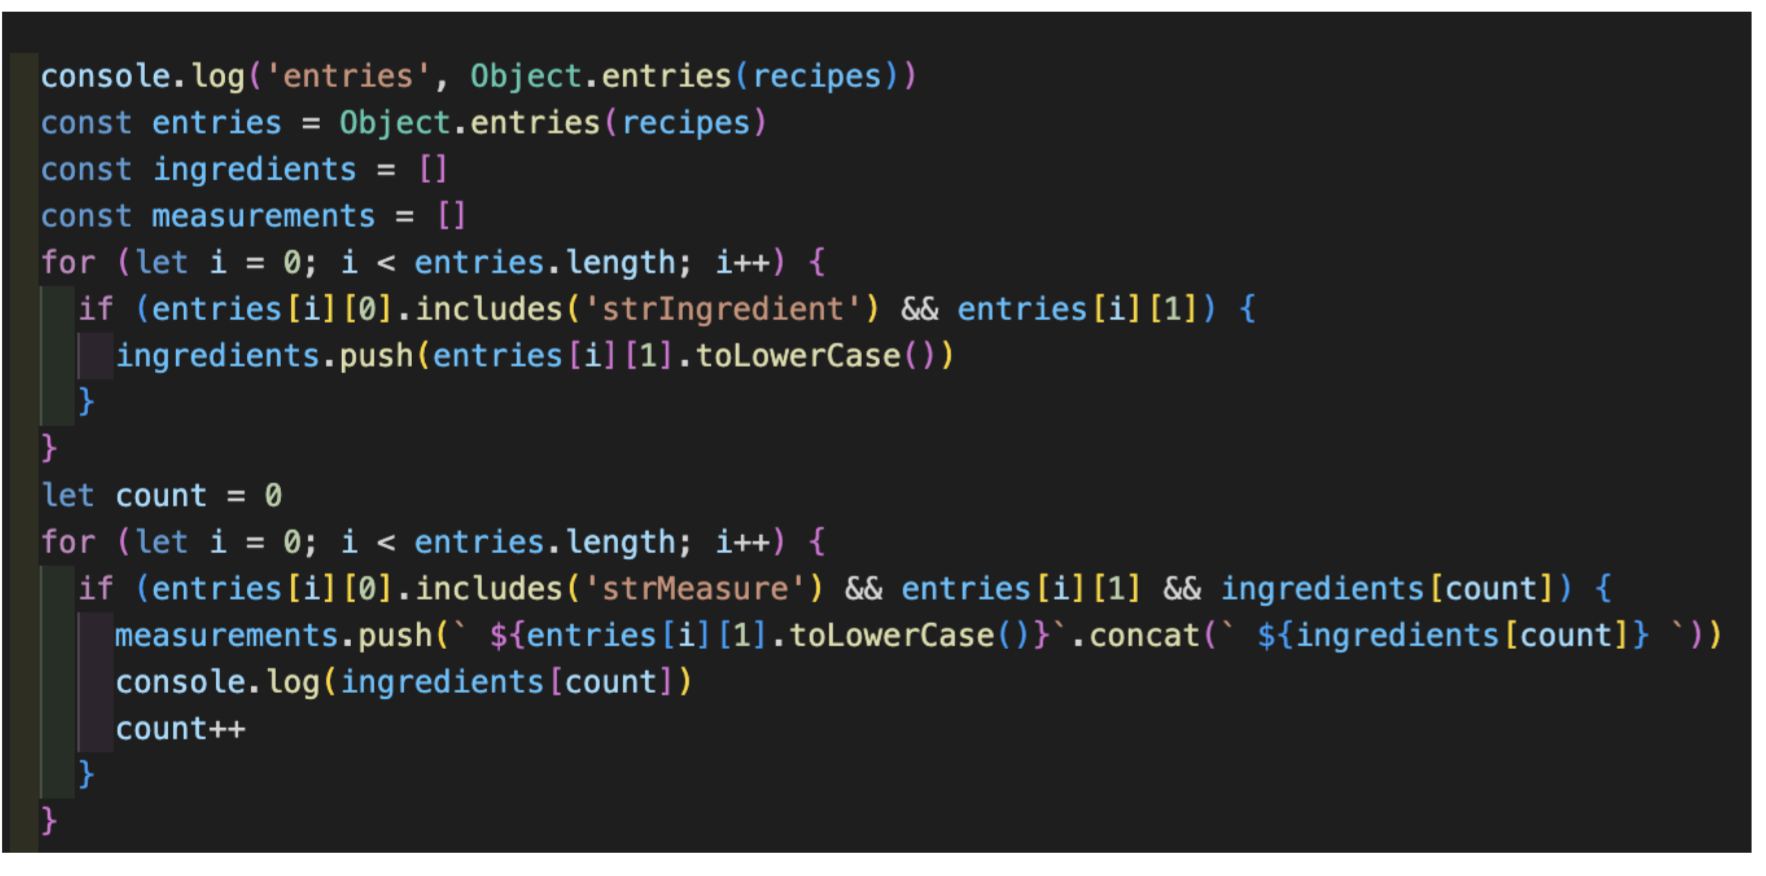 console.log('entries', Object.entries(recipes))
const entries = Object.entries(recipes)
const ingredients = []
const measurements = []
for (let i = 0; i < entries.length; i++) {
if (entries[i][0].includes('strIngredient') && entries[i][1]) {
ingredients.push(entries[i][1].toLowerCase())
}
}
let count = 0
for (let i = 0; i < entries.length; i++) {
if (entries[i][0].includes('strMeasure') && entries[i][1] && ingredients[count]) {
measurements.push(` ${entries[i][1].toLowerCase()}`.concat(` ${ingredients[count]} `))
console.log(ingredients[count])
count++
}
}